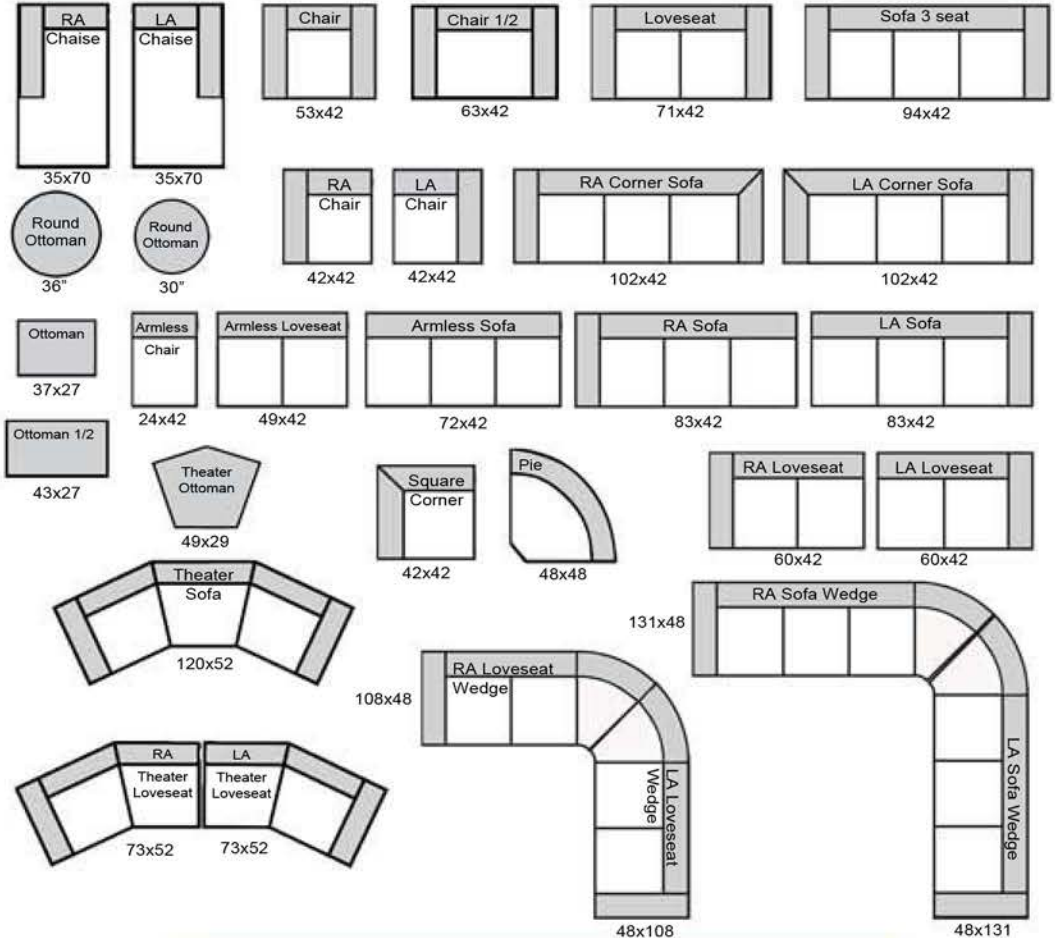 RA
Chaise
35x70
LA
Chaise
35x70
Chair
53x42
Chair 1/2
63x42
Loveseat
71x42
Sofa 3 seat
94x42
Round
Ottoman
36"
Round
Ottoman
30"
RA
Chair
42x42
LA
Chair
42x42
RA Corner Sofa
102x42
LA Corner Sofa
102x42
Ottoman
37x27
Armless
Chair
24x42
Armless Loveseat
49x42
Armless Sofa
72x42
RA Sofa
83x42
LA Sofa
83x42
Ottoman 1/2
43x27
Theater
Ottoman
49x29
Square
Corner
42x42
Pie
48x48
RA Loveseat
60x42
LA Loveseat
60x42
Theater
Sofa
120x52
RA Loveseat
Wedge
108x48
LA Loveseat
Wedge
48x108
RA Sofa Wedge
131x48
LA Sofa Wedge
48x131
RA
Theater
Loveseat
73x52
LA
Theater
Loveseat
73x52